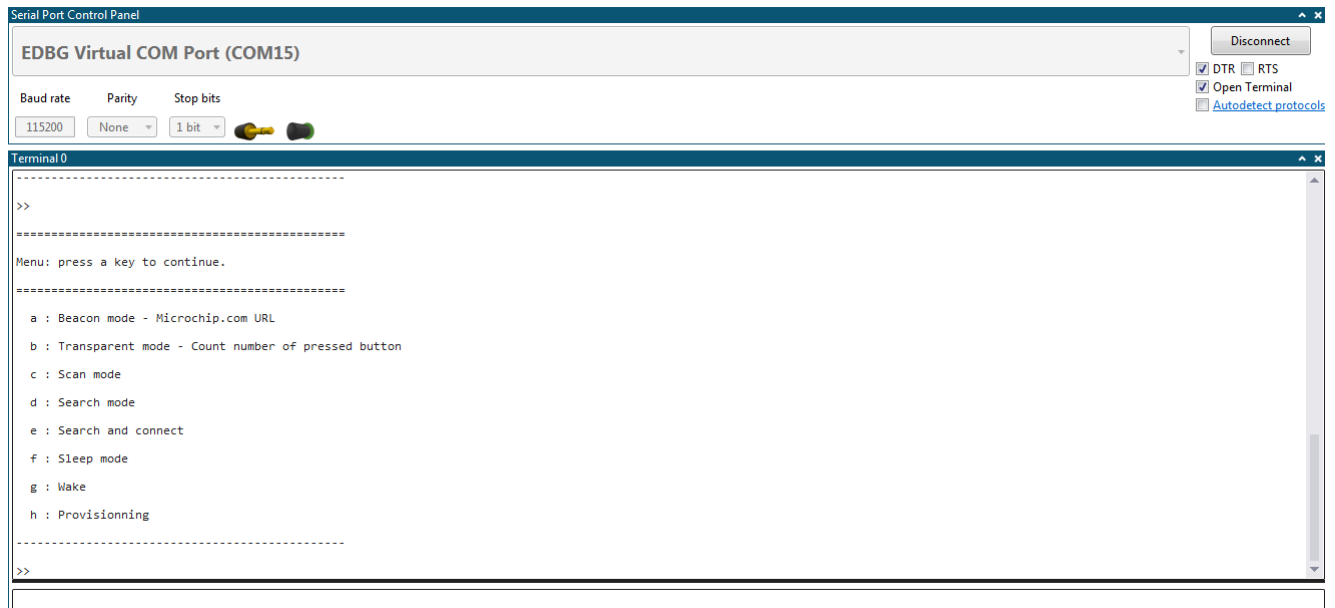 Serial Port Control Panel
EDBG Virtual COM Port (COM15)
Disconnect
DTR RTS
Open Terminal
Autodetect protocols
Baud rate Parity Stop bits
115200 None 1 bit
Terminal 0
-----------------------------------------------
>>
===============================================
Menu: press a key to continue.
===============================================
a : Beacon mode - Microchip.com URL
b : Transparent mode - Count number of pressed button
c : Scan mode
d : Search mode
e : Search and connect
f : Sleep mode
g : Wake
h : Provisionning
-----------------------------------------------
>>